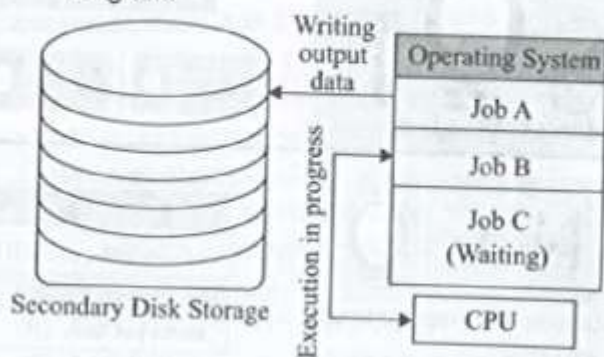 Writing
output
data
Operating System
Job A
Job B
Job C
(Waiting)
Execution in progress
CPU
Secondary Disk Storage